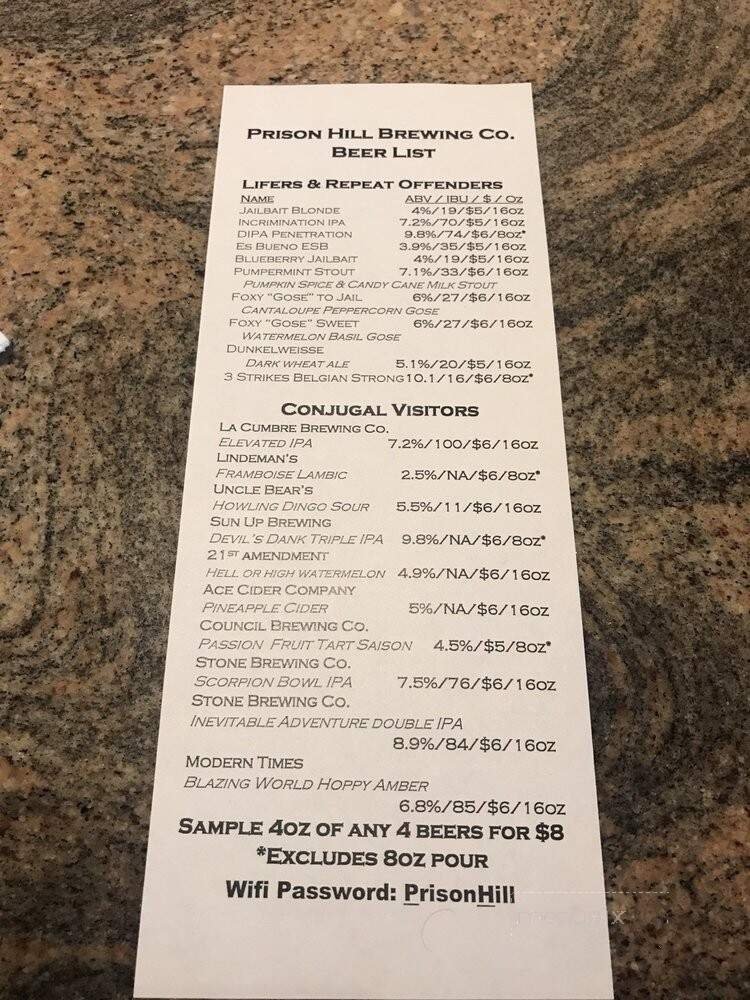 PRISON HILL BREWING CO.
BEER LIST
LIFERS & REPEAT OFFENDERS
NAME ABV / IBU / $ / OZ
JAILBAIT BLONDE 4%/19/$5/16OZ
INCRIMINATION IPA 7.2%/70/$5/16OZ
DIPA PENETRATION 9.8%/74/$6/8OZ*
ES BUENO ESB 3.9%/35/$5/16OZ
BLUEBERRY JAILBAIT 4%/19/$5/16OZ
PUMPERMINT STOUT 7.1%/33/$6/16OZ
PUMPKIN SPICE & CANDY CANE MILK STOUT
FOXY "GOSE" TO JAIL 6%/27/$6/16OZ
CANTALOUPE PEPPERCORN GOSE
FOXY "GOSE" SWEET 6%/27/$6/16OZ
WATERMELON BASIL GOSE
DUNKELWEISSE
DARK WHEAT ALE 5.1%/20/$5/16OZ
3 STRIKES BELGIAN STRONG 10.1/16/$6/8OZ*
CONJUGAL VISITORS
LA CUMBRE BREWING CO.
ELEVATED IPA 7.2%/100/$6/16OZ
LINDEMAN'S
FRAMBOISE LAMBIC 2.5%/NA/$6/8OZ*
UNCLE BEAR'S
HOWLING DINGO SOUR 5.5%/11/$6/16OZ
SUN UP BREWING
DEVIL'S DANK TRIPLE IPA 9.8%/NA/$6/8OZ*
21ST AMENDMENT
HELL OR HIGH WATERMELON 4.9%/NA/$6/16OZ
ACE CIDER COMPANY
PINEAPPLE CIDER 5%/NA/$6/16OZ
COUNCIL BREWING CO.
PASSION FRUIT TART SAISON 4.5%/$5/8OZ*
STONE BREWING CO.
SCORPION BOWL IPA 7.5%/76/$6/16OZ
STONE BREWING CO.
INEVITABLE ADVENTURE DOUBLE IPA
8.9%/84/$6/16OZ
MODERN TIMES
BLAZING WORLD HOPPY AMBER
6.8%/85/$6/16OZ
SAMPLE 4OZ OF ANY 4 BEERS FOR $8
*EXCLUDES 8OZ POUR
Wifi Password: PrisonHill